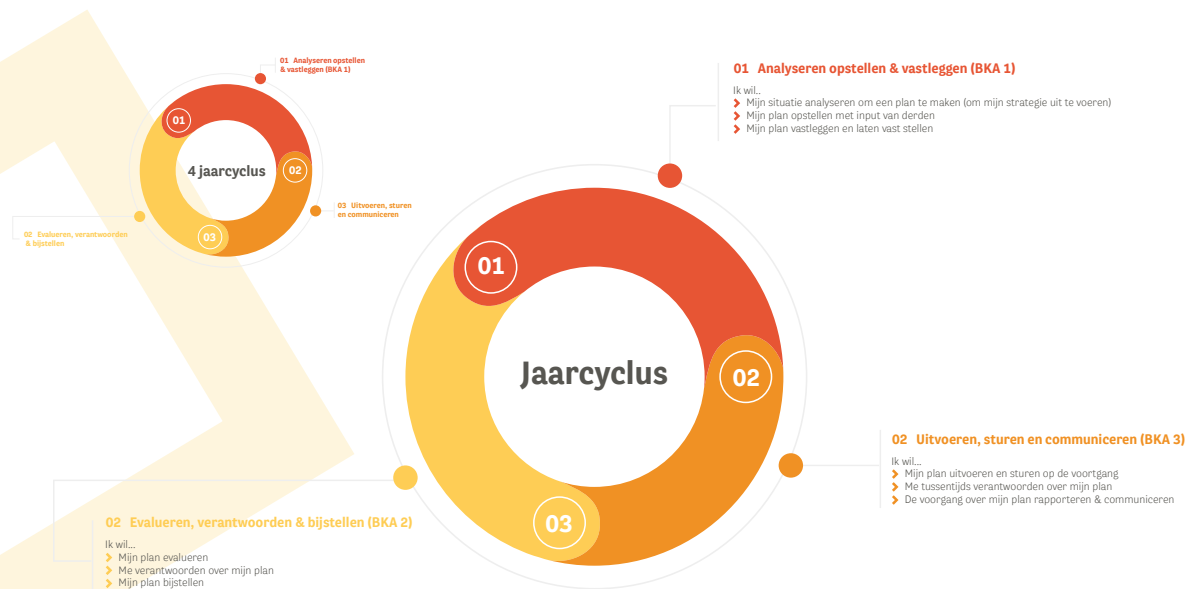 01 Analyseren opstellen
& vastleggen (BKA 1)
01
4 jaarcyclus
02
03 Uitvoeren, sturen
en communiceren
02 Evalueren, verantwoorden
& bijstellen
03
01 Analyseren opstellen & vastleggen (BKA 1)
Ik wil..
Mijn situatie analyseren om een plan te maken (om mijn strategie uit te voeren)
Mijn plan opstellen met input van derden
Mijn plan vastleggen en laten vast stellen
01
Jaarcyclus
02
02 Uitvoeren, sturen en communiceren (BKA 3)
Ik wil...
Mijn plan uitvoeren en sturen op de voortgang
Me tussentijds verantwoorden over mijn plan
De voorgang over mijn plan rapporteren & communiceren
03
02 Evalueren, verantwoorden & bijstellen (BKA 2)
Ik wil...
Mijn plan evalueren
Me verantwoorden over mijn plan
Mijn plan bijstellen